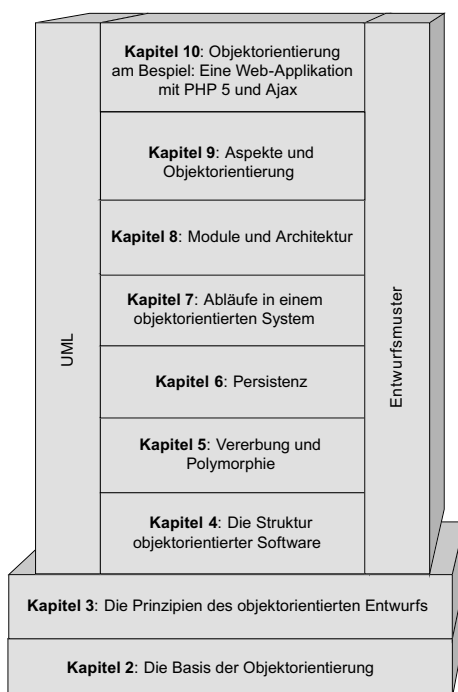 Kapitel 10: Objektorientierung
am Bespiel: Eine Web-Applikation
mit PHP 5 und Ajax
Kapitel 9: Aspekte und
Objektorientierung
Kapitel 8: Module und Architektur
Kapitel 7: Abläufe in einem
objektorientierten System
UML
Entwurfsmuster
Kapitel 6: Persistenz
Kapitel 5: Vererbung und
Polymorphie
Kapitel 4: Die Struktur
objektorientierter Software
Kapitel 3: Die Prinzipien des objektorientierten Entwurfs
Kapitel 2: Die Basis der Objektorientierung